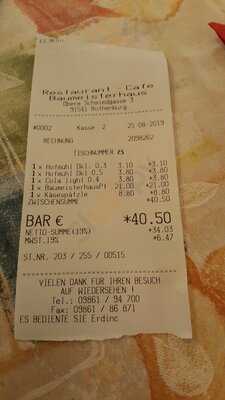 Restaurant - Cafe
Baumeisterhaus
Obere Schmiedgasse 3
91541 Rothenburg
#0002 Kasse 2 25-08-2019
RECHNUNG 2098262
TISCHNUMMER 25
1 x Hofmühl Dkl. 0.3 3.10 *3.10
1 x Hofmühl Dkl. 0.5 3.80 *3.80
1 x Cola light 0.4 3.80 *3.80
1 x BaumeisterhausPl 21.00 *21.00
1 x Käsespätzle 8.80 *8.80
ZWISCHENSUMME *40.50
BAR € *40.50
NETTO-SUMME(19%) *34.03
MWST.19% *6.47
ST.NR. 203 / 255 / 00515
VIELEN DANK FÜR IHREN BESUCH
AUF WIEDERSEHEN !
Tel.: 09861 / 94 700
Fax: 09861 / 86 871
ES BEDIENTE SIE Erdinc